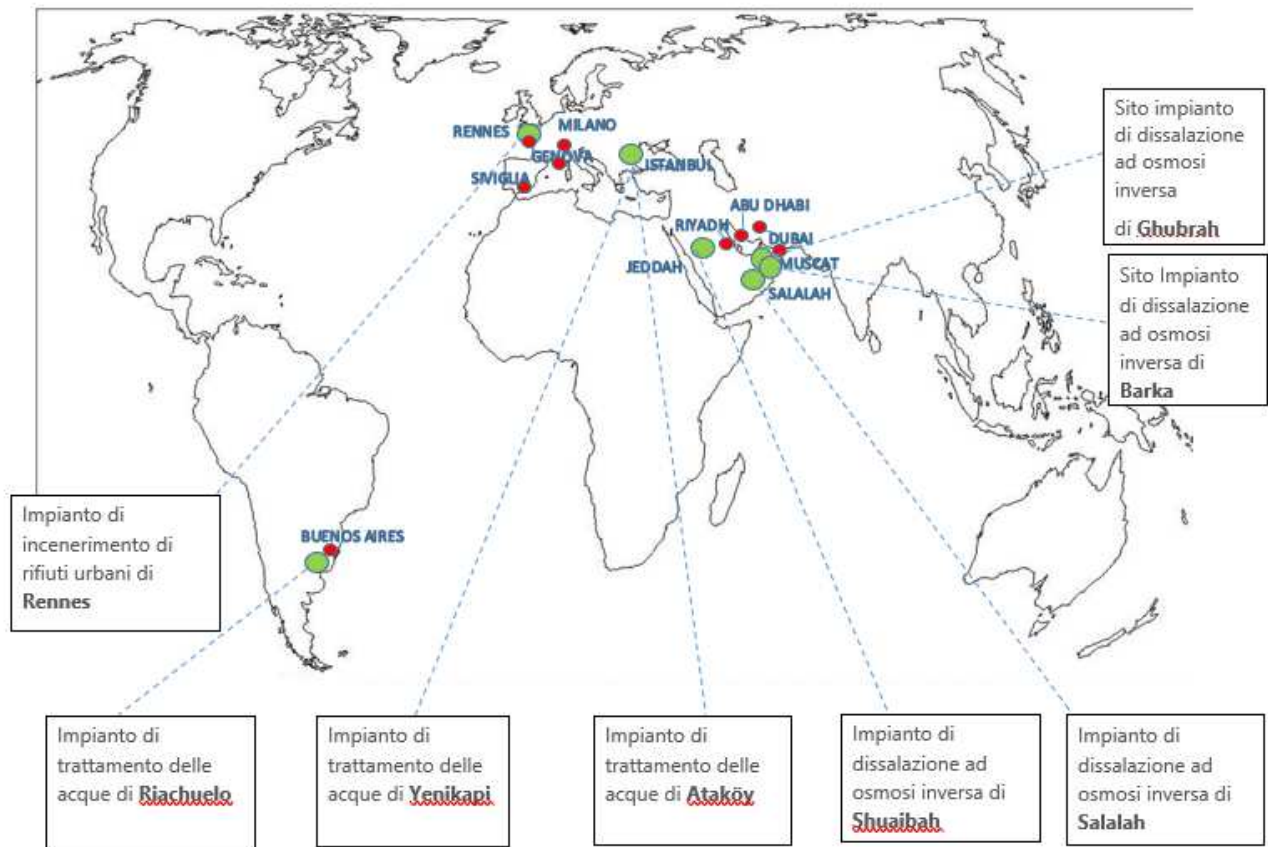 RENNES
MILANO
GENOVA
SIVIGLIA
ISTANBUL
ABU DHABI
RIYADH
DUBAI
JEDDAH
MUSCAT
SALALAH
BUENOS AIRES
Sito impianto
di dissalazione
ad osmosi
inversa
di Ghubrah
Sito Impianto
di dissalazione
ad osmosi
inversa di
Barka
Impianto di
incenerimento di
rifiuti urbani di
Rennes
Impianto di
trattamento delle
acque di Riachuelo
Impianto di
trattamento delle
acque di Yenikapi
Impianto di
trattamento delle
acque di Ataköy
Impianto di
dissalazione ad
osmosi inversa di
Shuaibah
Impianto di
dissalazione ad
osmosi inversa di
Salalah